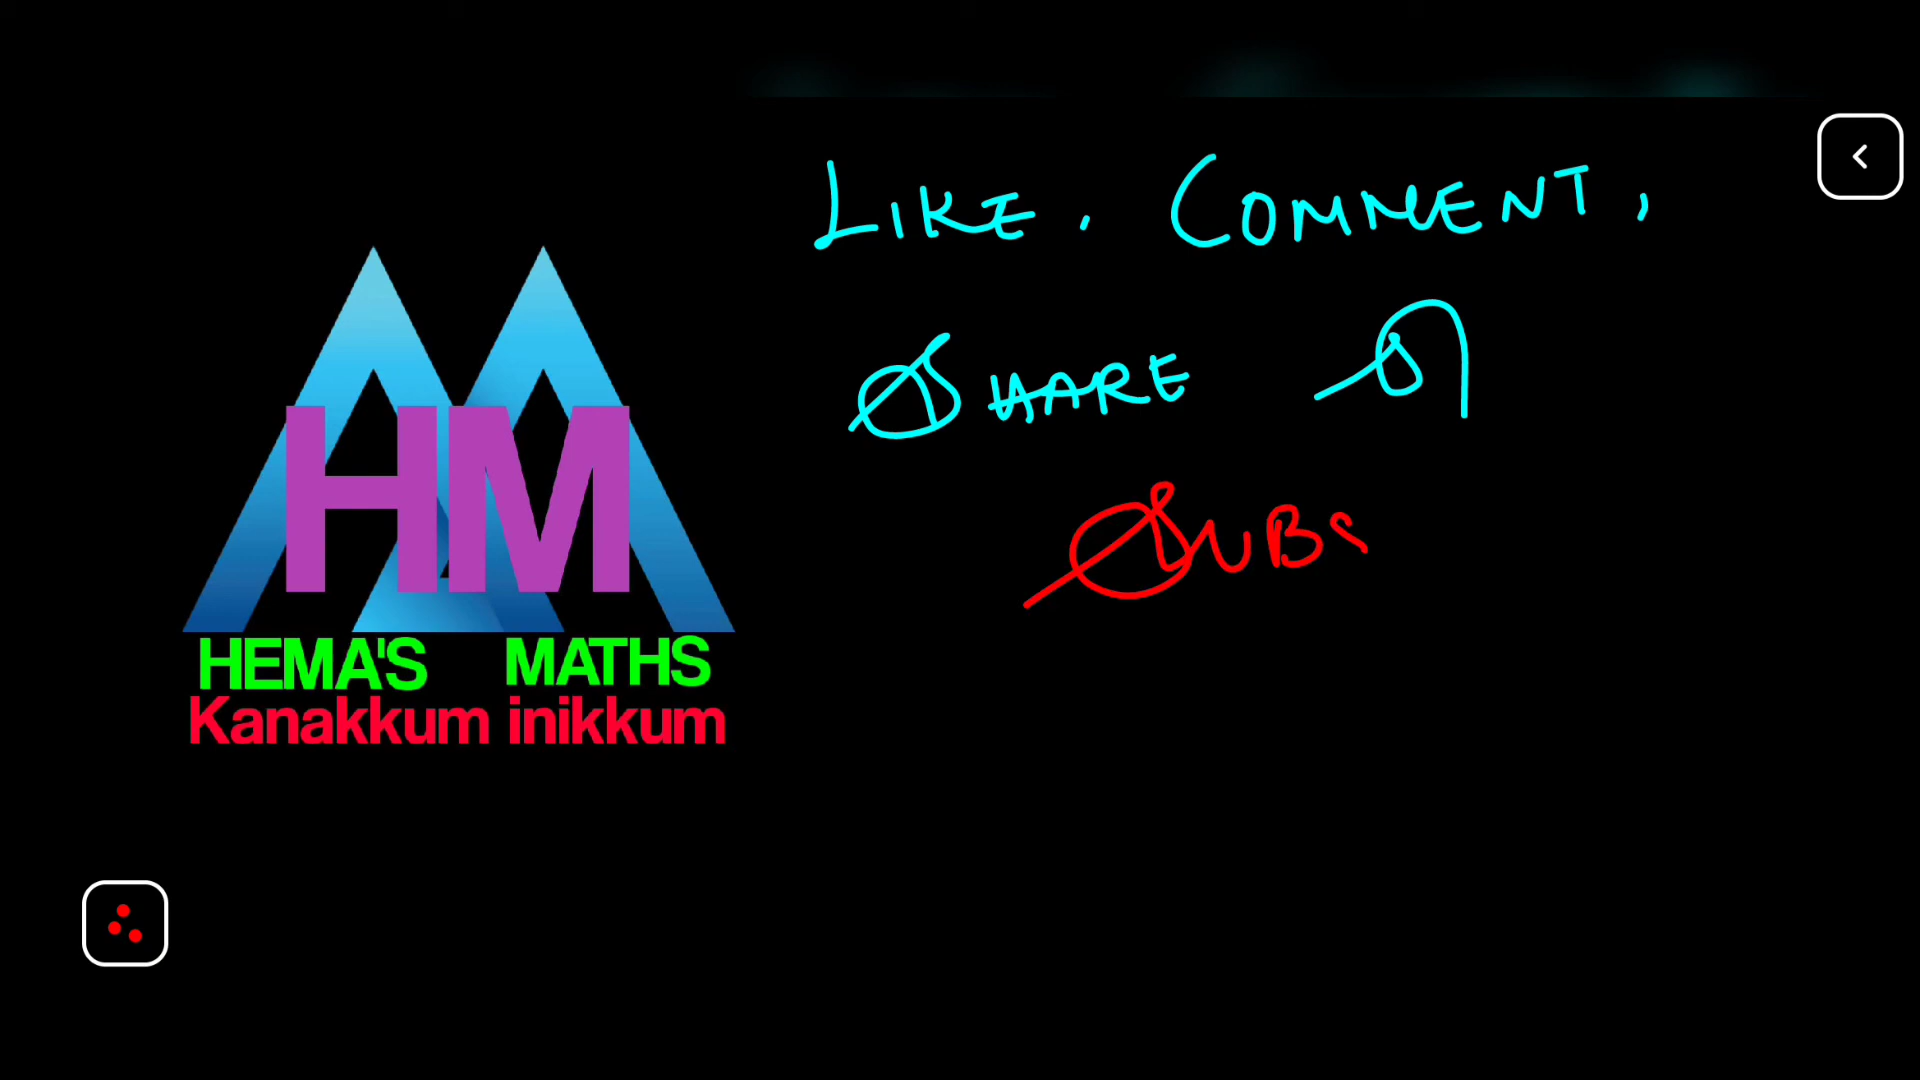 LIKE. COMMENT,
SHARE
SUBS
HM
HEMA'S MATHS
Kanakkum inikkum